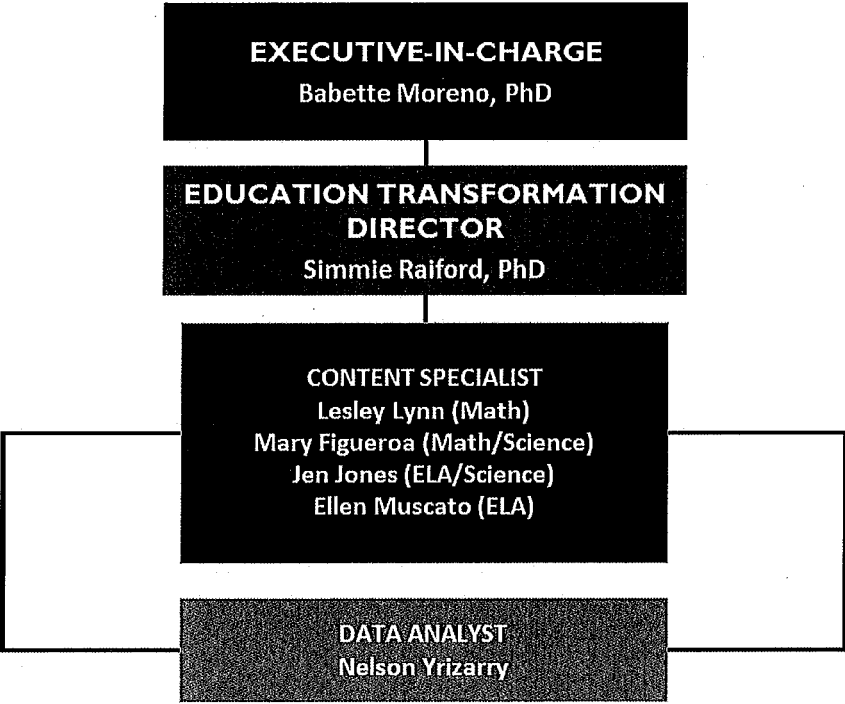 EXECUTIVE-IN-CHARGE
Babette Moreno, PhD
EDUCATION TRANSFORMATION
DIRECTOR
Simmie Raiford, PhD
CONTENT SPECIALIST
Lesley Lynn (Math)
Mary Figueroa (Math/Science)
Jen Jones (ELA/Science)
Ellen Muscato (ELA)
DATA ANALYST
Nelson Yrizarry